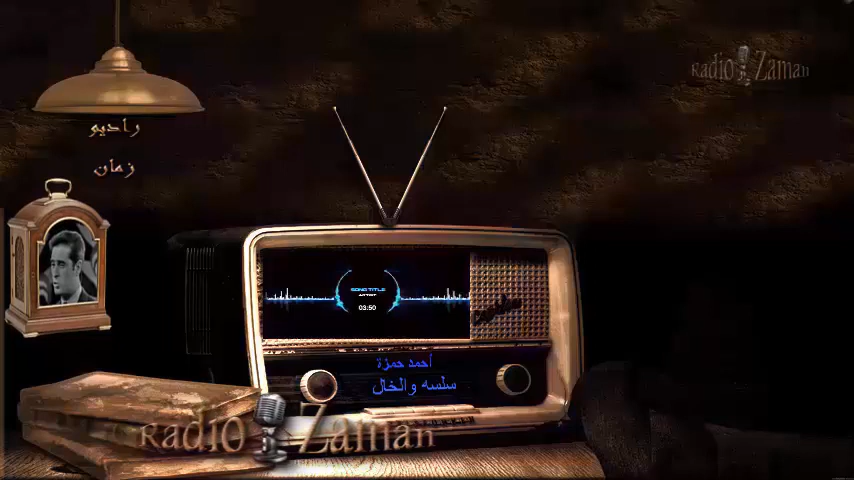 Radio Zaman
راديو
زمان
SONG TITLE
ARTIST
03:50
أحمد حمزة
سلسه والخال
Radio Zaman